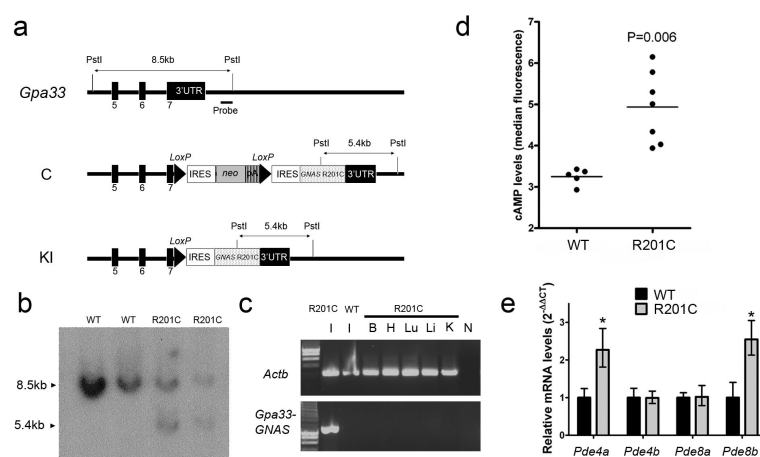 a
PstI PstI
8.5kb
Gpa33
3'UTR
5 6 7
Probe
PstI PstI
5.4kb
LoxP LoxP
C
IRES neo pA IRES GNAS R201C 3'UTR
5 6 7
PstI PstI
5.4kb
LoxP
KI
IRES GNAS R201C 3'UTR
5 6 7
b
WT WT R201C R201C
8.5kb
5.4kb
c
R201C WT R201C
I I B H Lu Li K N
Actb
Gpa33-
GNAS
d
P=0.006
cAMP levels (median fluorescence)
7
6
5
4
3
2
WT R201C
e
WT
R201C
Relative mRNA levels (2-ΔΔCT)
3
2
1
0
* *
Pde4a Pde4b Pde8a Pde8b